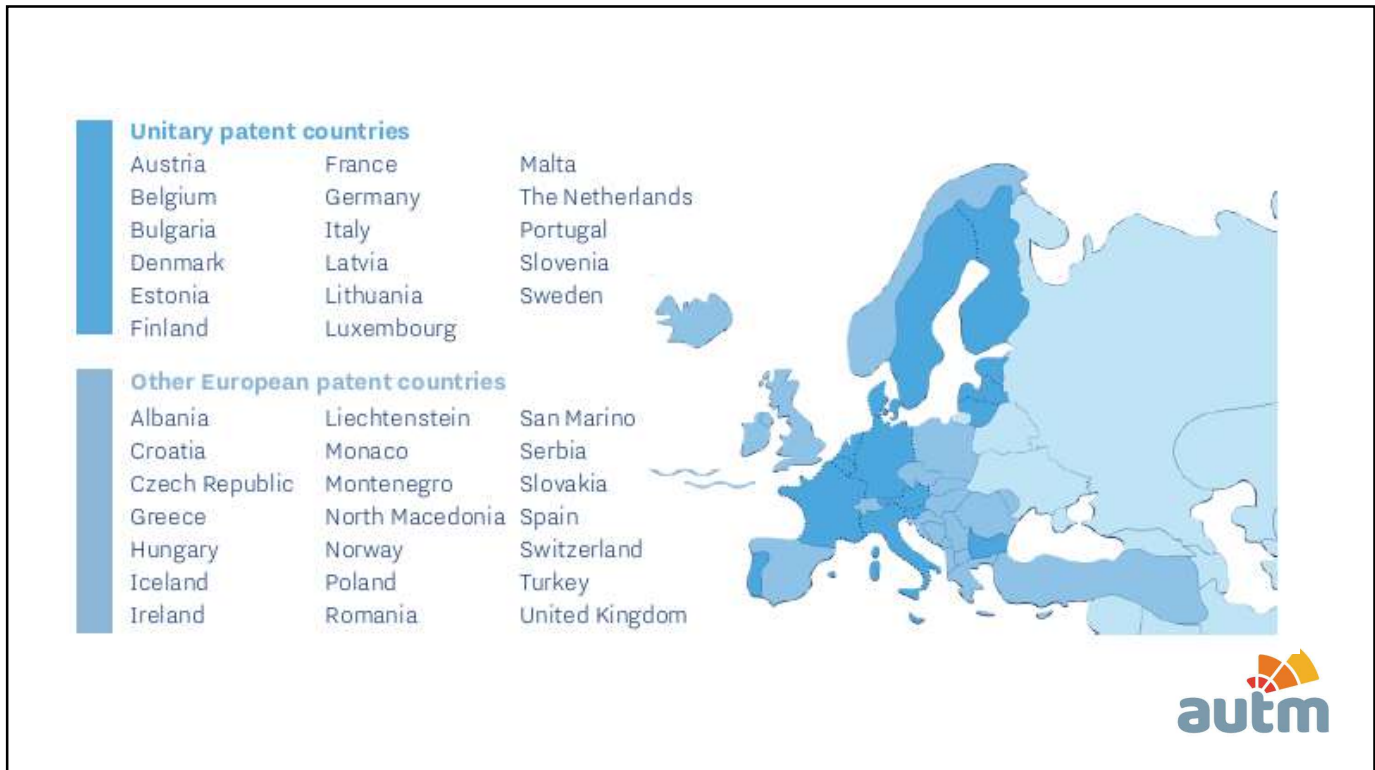 Unitary patent countries
Austria
Belgium
Bulgaria
Denmark
Estonia
Finland
France
Germany
Italy
Latvia
Lithuania
Luxembourg
Malta
The Netherlands
Portugal
Slovenia
Sweden
Other European patent countries
Albania
Croatia
Czech Republic
Greece
Hungary
Iceland
Ireland
Liechtenstein
Monaco
Montenegro
North Macedonia
Norway
Poland
Romania
San Marino
Serbia
Slovakia
Spain
Switzerland
Turkey
United Kingdom
autm